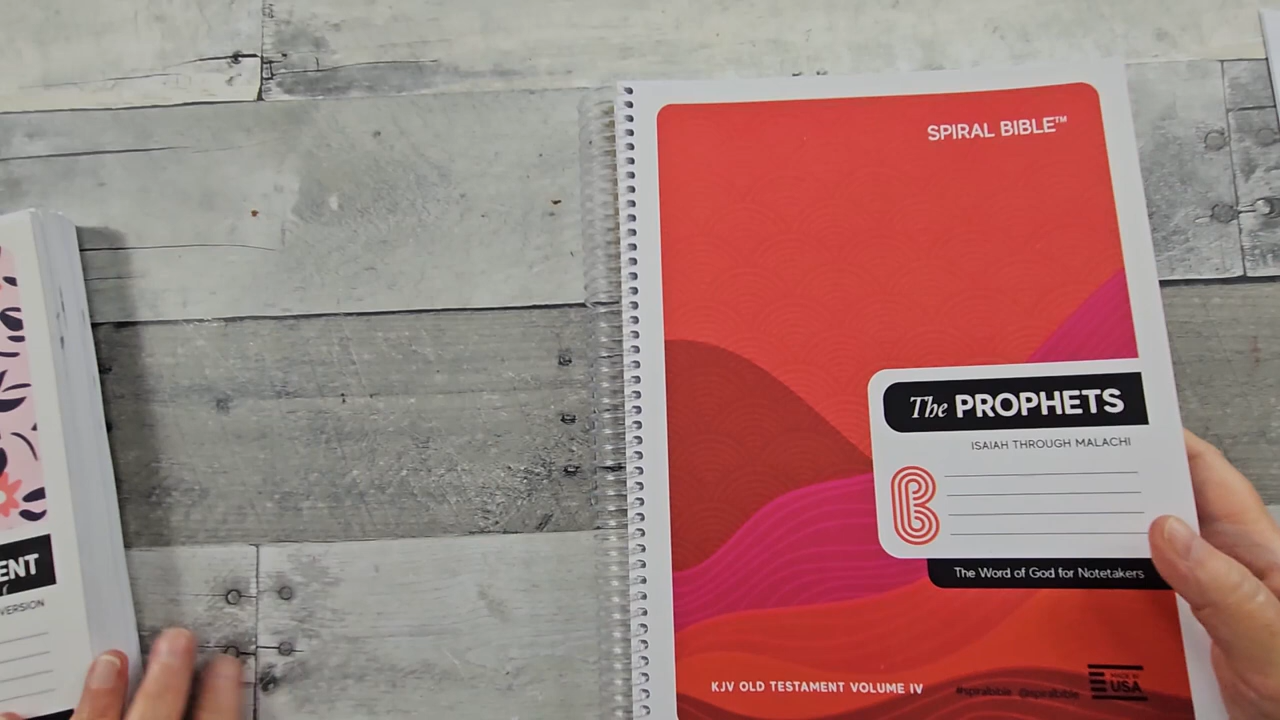 SPIRAL BIBLE™
The PROPHETS
ISAIAH THROUGH MALACHI
B
The Word of God for Notetakers
KJV OLD TESTAMENT VOLUME IV
#spiralbible @spiralbible
MADE IN
USA
ENT
VERSION